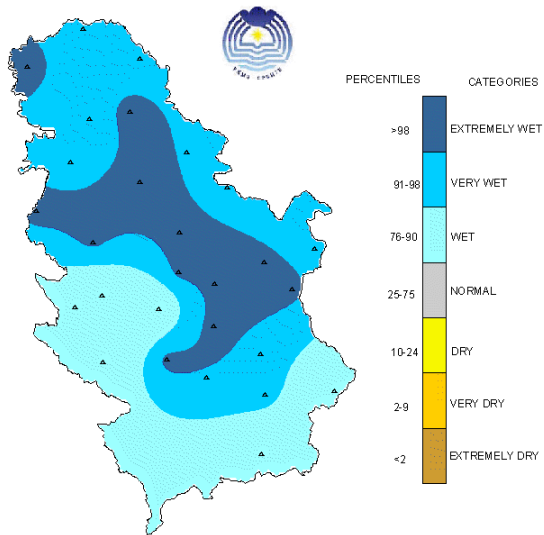 PERCENTILES CATEGORIES
>98 EXTREMELY WET
91-98 VERY WET
76-90 WET
25-75 NORMAL
10-24 DRY
2-9 VERY DRY
<2 EXTREMELY DRY